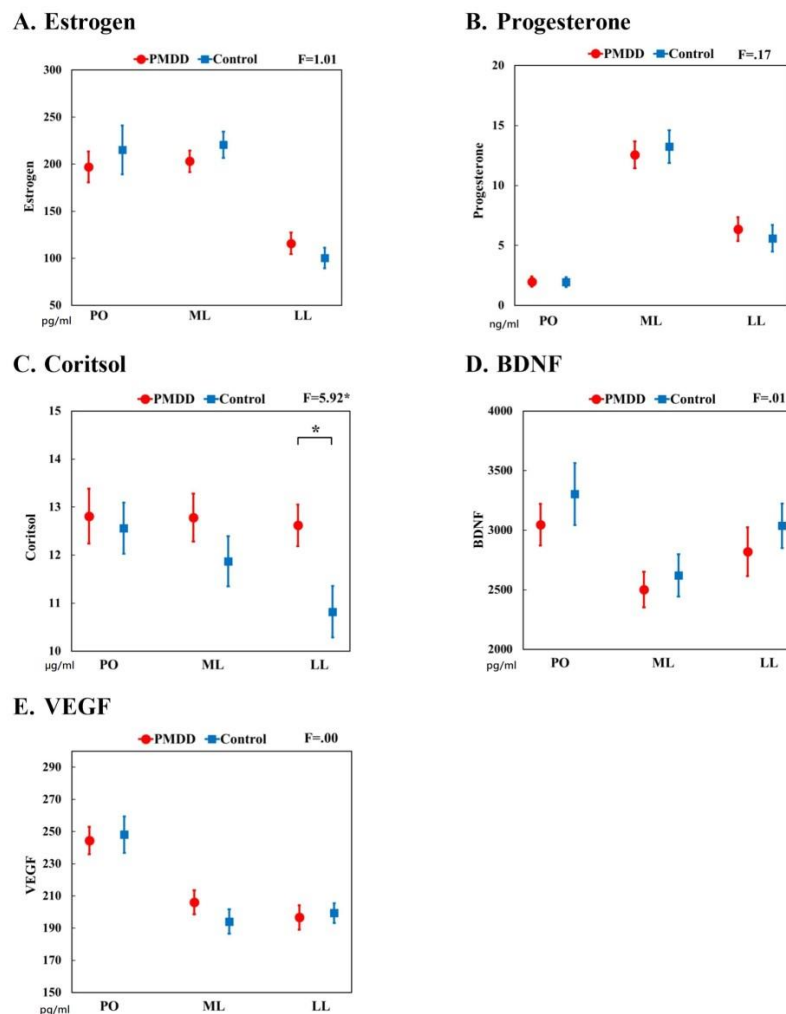 A. Estrogen
PMDD Control F=1.01
300
250
200
150
100
50
Estrogen
pg/ml
PO ML LL
B. Progesterone
PMDD Control F=.17
20
15
10
5
0
Progesterone
ng/ml
PO ML LL
C. Coritsol
PMDD Control F=5.92*
*
15
14
13
12
11
10
Coritsol
μg/ml
PO ML LL
D. BDNF
PMDD Control F=.01
4000
3500
3000
2500
2000
BDNF
pg/ml
PO ML LL
E. VEGF
PMDD Control F=.00
290
270
250
230
210
190
170
150
VEGF
pg/ml
PO ML LL